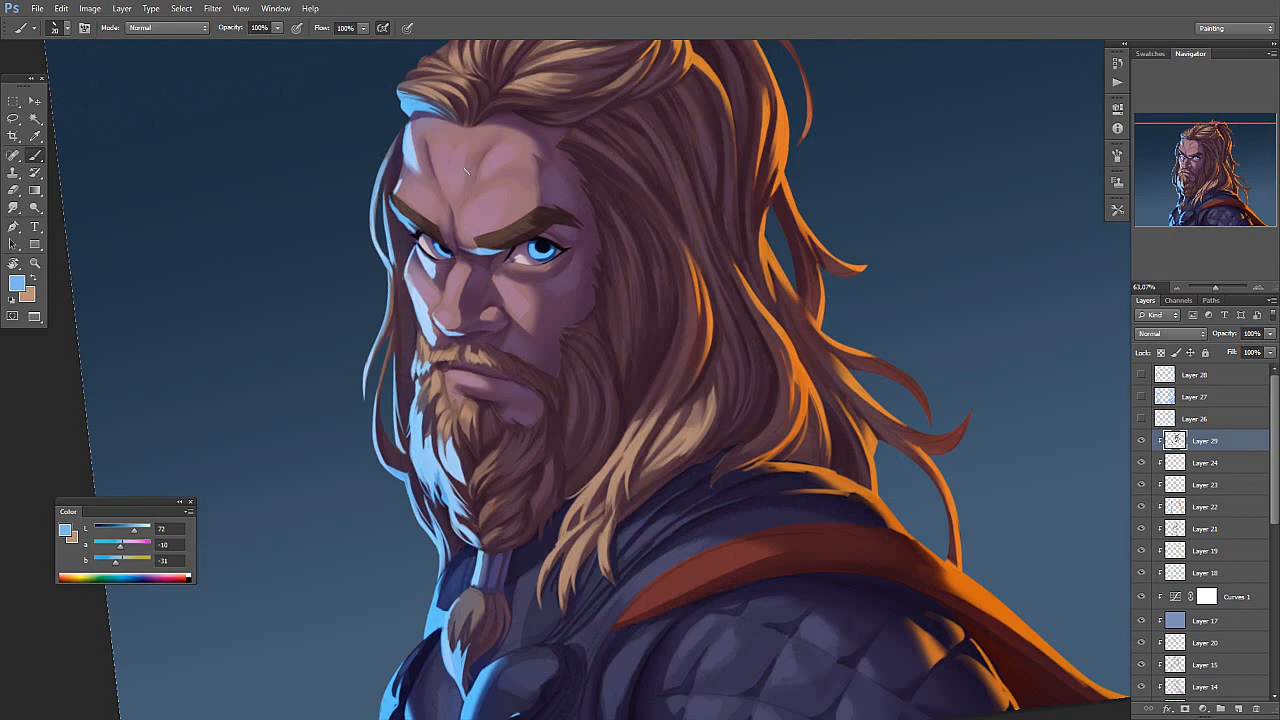 Ps File Edit Image Layer Type Select Filter View Window Help
20 Mode: Normal Opacity: 100% Flow: 100% Painting
Swatches Navigator
63,07%
Layers Channels Paths
Kind
Normal Opacity: 100%
Lock: Fill: 100%
Layer 28
Layer 27
Layer 26
Layer 29
Layer 24
Layer 23
Layer 22
Layer 21
Layer 19
Layer 18
Curves 1
Layer 17
Layer 20
Layer 15
Layer 14
fx
Color
L 72
a -10
b -31